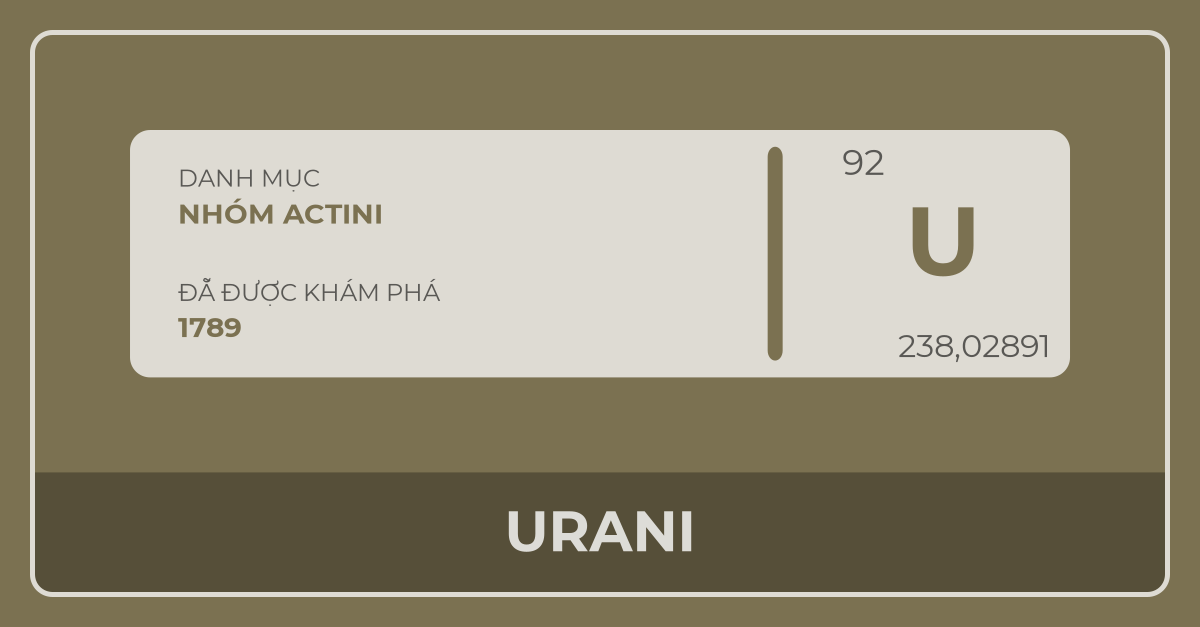 DANH MỤC
NHÓM ACTINI
ĐÃ ĐƯỢC KHÁM PHÁ
1789
92
U
238,02891
URANI